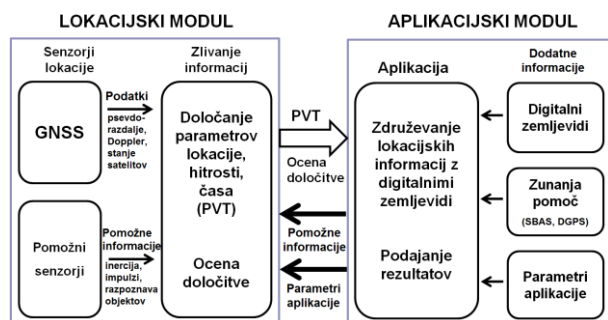 LOKACIJSKI MODUL
APLIKACIJSKI MODUL
Senzorji
lokacije
Zlivanje
informacij
GNSS
Podatki
psevdo-
razdalje,
Doppler,
stanje
satelitov
Določanje
parametrov
lokacije,
hitrosti,
časa
(PVT)
Ocena
določitve
Pomožni
senzorji
Pomožne
informacije
inercija,
impulzi,
razpoznava
objektov
PVT
Ocena
določitve
Pomožne
informacije
Parametri
aplikacije
Aplikacija
Združevanje
lokacijskih
informacij z
digitalnimi
zemljevidi
Podajanje
rezultatov
Dodatne
informacije
Digitalni
zemljevidi
Zunanja
pomoč
(SBAS, DGPS)
Parametri
aplikacije